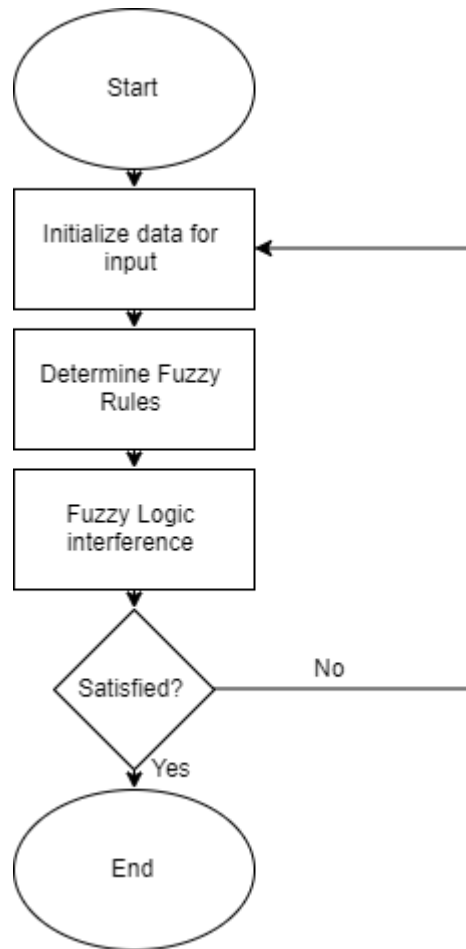 Start
Initialize data for
input
Determine Fuzzy
Rules
Fuzzy Logic
interference
Satisfied?
No
Yes
End